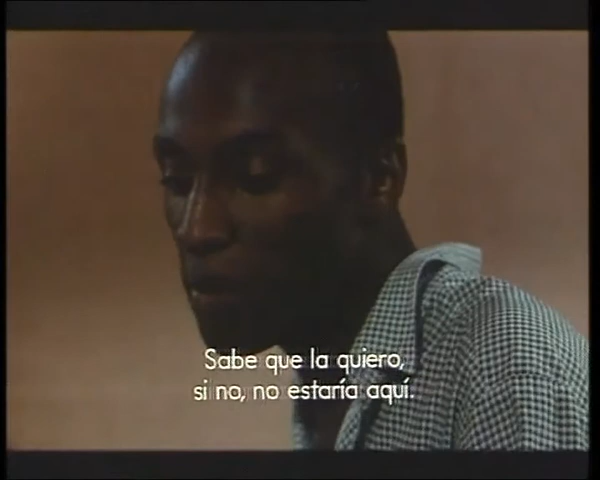 Sabe que la quiero,
si no, no estaría aquí.